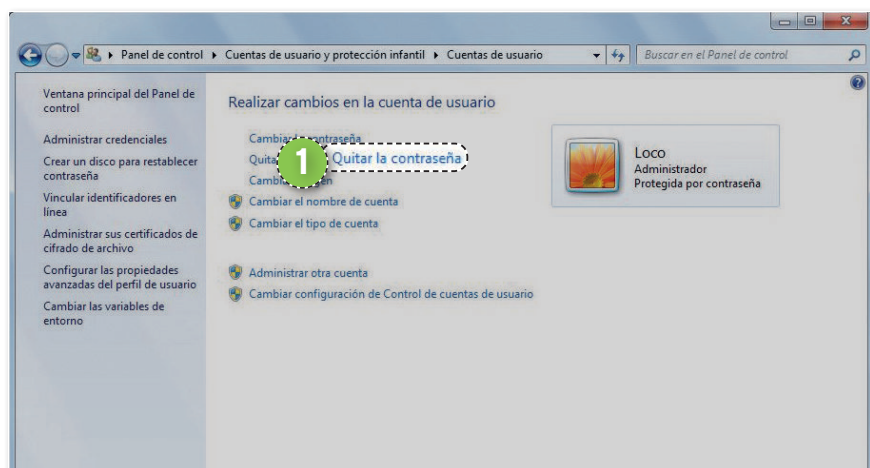 Panel de control ▸ Cuentas de usuario y protección infantil ▸ Cuentas de usuario
Buscar en el Panel de control
Ventana principal del Panel de
control
Administrar credenciales
Crear un disco para restablecer
contraseña
Vincular identificadores en
línea
Administrar sus certificados de
cifrado de archivo
Configurar las propiedades
avanzadas del perfil de usuario
Cambiar las variables de
entorno
Realizar cambios en la cuenta de usuario
1
Quitar la contraseña
Cambiar el nombre de cuenta
Cambiar el tipo de cuenta
Administrar otra cuenta
Cambiar configuración de Control de cuentas de usuario
Loco
Administrador
Protegida por contraseña